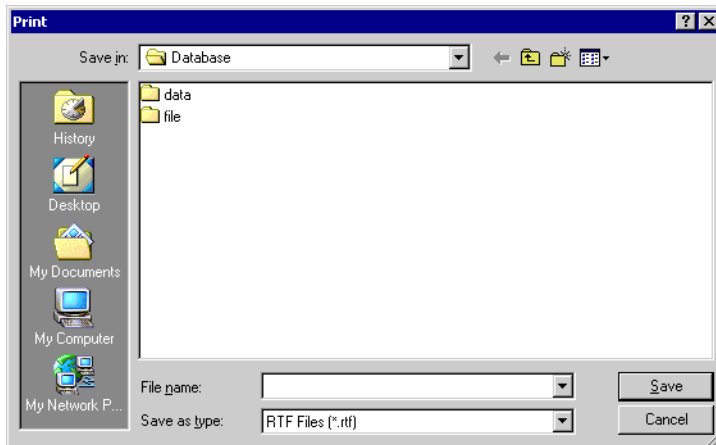 Print
Save in: Database
data
file
History
Desktop
My Documents
My Computer
My Network P...
File name:
Save
Save as type: RTF Files (*.rtf)
Cancel